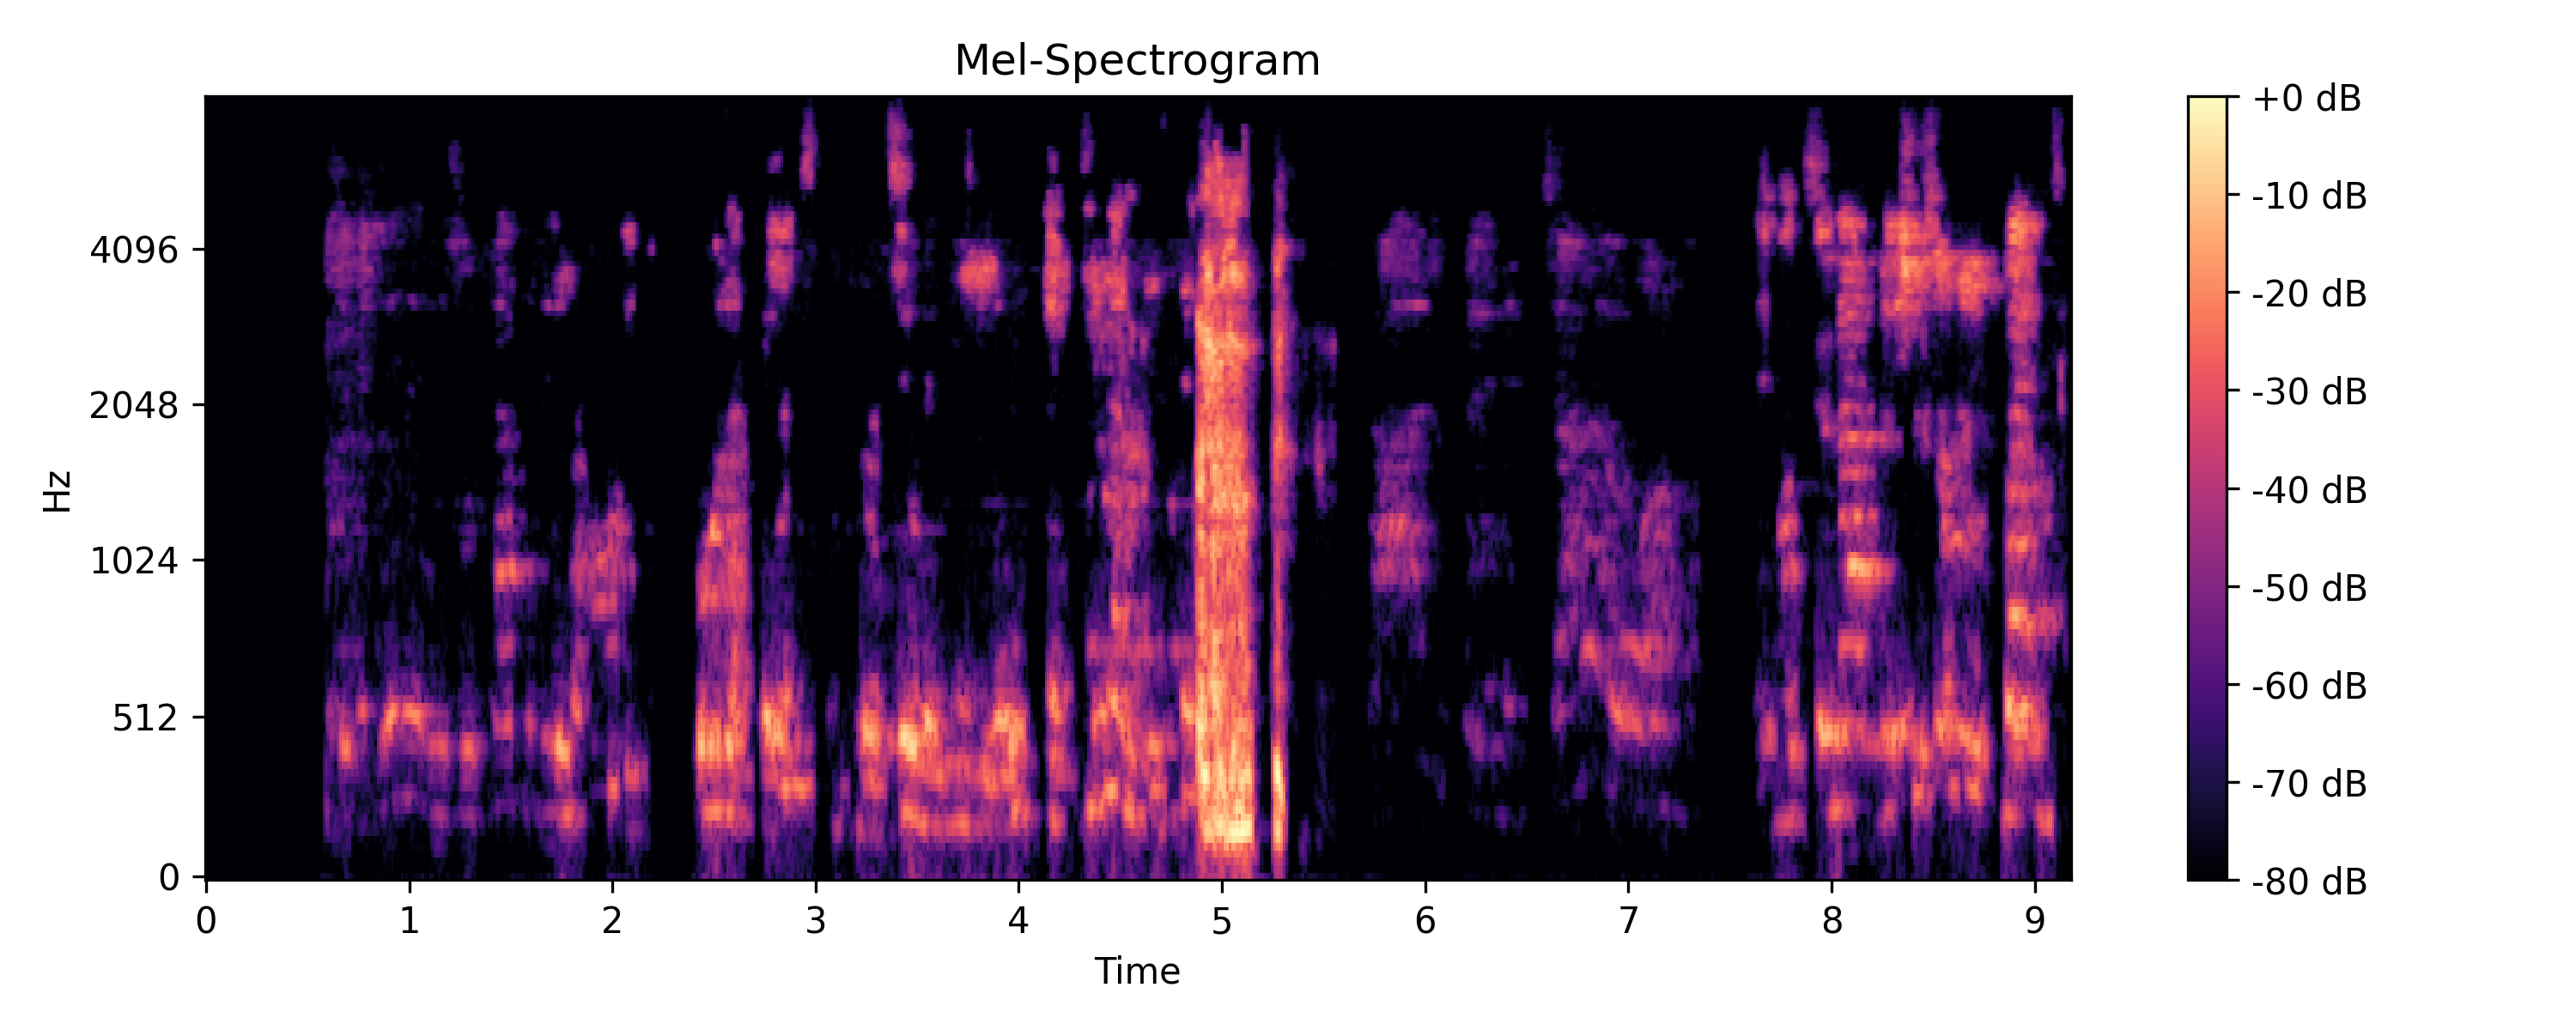 Mel-Spectrogram
+0 dB
-10 dB
-20 dB
-30 dB
-40 dB
-50 dB
-60 dB
-70 dB
-80 dB
4096
2048
1024
512
0
Hz
0 1 2 3 4 5 6 7 8 9
Time